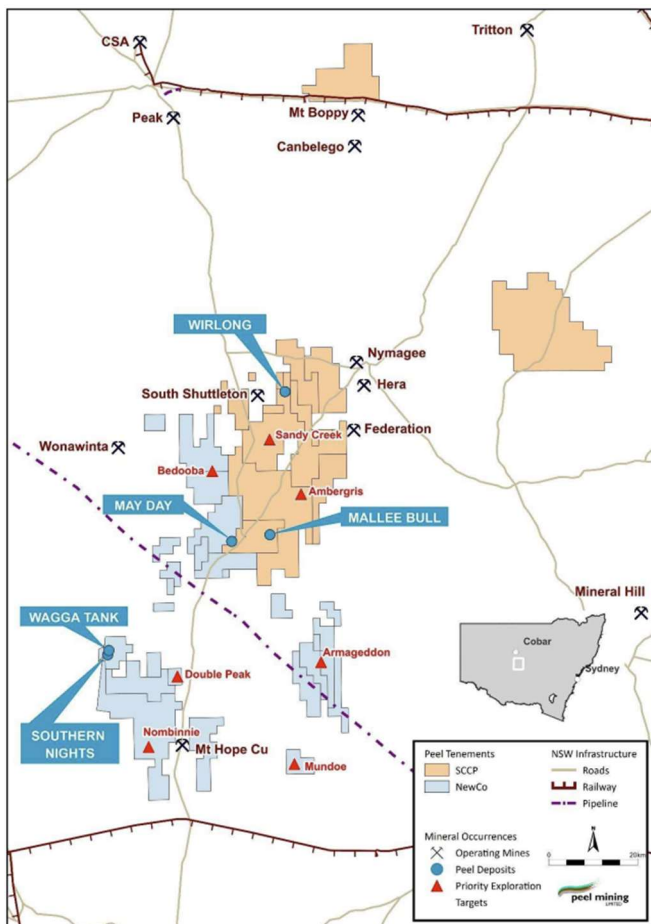 CSA
Tritton
Peak
Mt Boppy
Canbelego
WIRLONG
Nymagee
Hera
South Shuttleton
Federation
Sandy Creek
Wonawinta
Bedooba
Ambergris
MAY DAY
MALLEE BULL
Mineral Hill
WAGGA TANK
Cobar
Armageddon
Sydney
Double Peak
SOUTHERN
NIGHTS
Nombinnie
Mt Hope Cu
Mundoe
Peel Tenements
SCCP
NewCo
NSW Infrastructure
Roads
Railway
Pipeline
Mineral Occurrences
Operating Mines
Peel Deposits
Priority Exploration
Targets
N
0
20km
peel mining
LIMITED